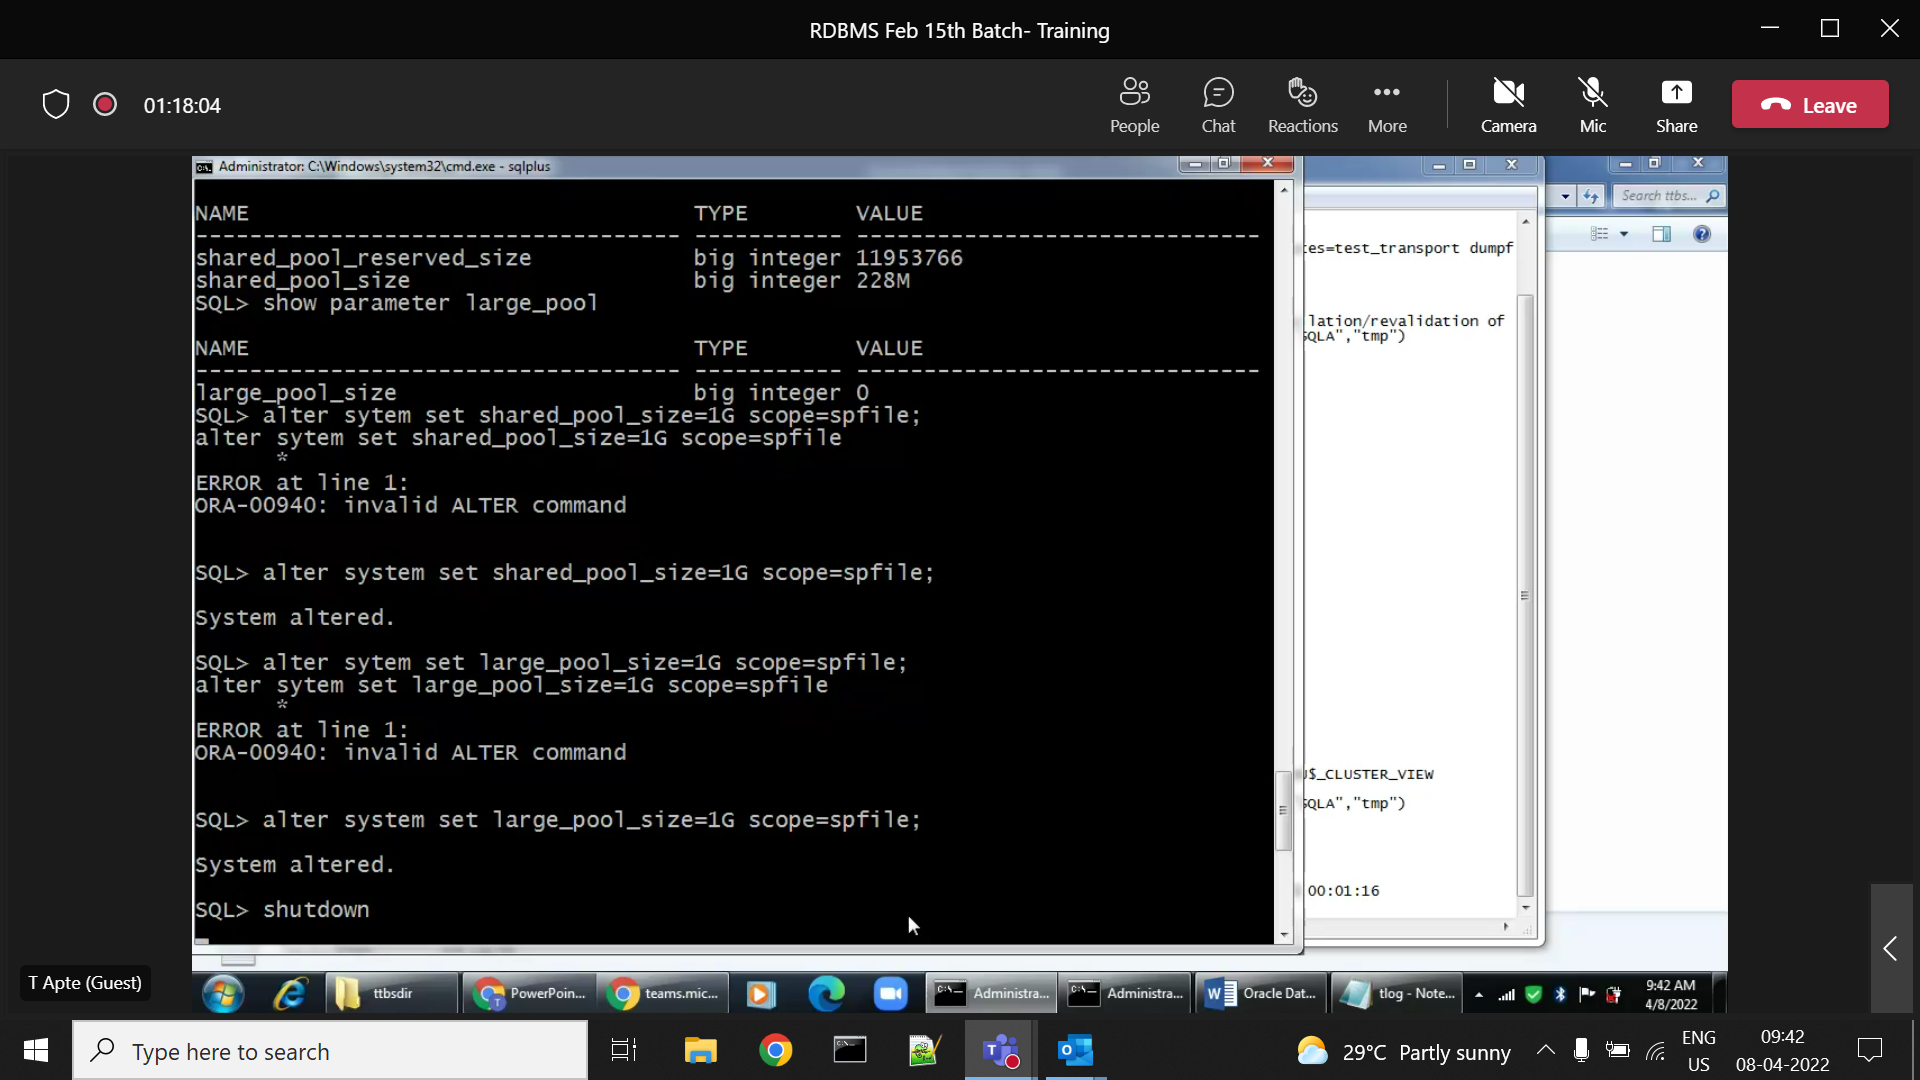 RDBMS Feb 15th Batch- Training
01:18:04
People
Chat
Reactions
More
Camera
Mic
Share
Leave
Administrator: C:\Windows\system32\cmd.exe - sqlplus
NAME TYPE VALUE
------------------------------------ ----------- ------------------------------
shared_pool_reserved_size big integer 11953766
shared_pool_size big integer 228M
SQL> show parameter large_pool
NAME TYPE VALUE
------------------------------------ ----------- ------------------------------
large_pool_size big integer 0
SQL> alter sytem set shared_pool_size=1G scope=spfile;
alter sytem set shared_pool_size=1G scope=spfile
*
ERROR at line 1:
ORA-00940: invalid ALTER command
SQL> alter system set shared_pool_size=1G scope=spfile;
System altered.
SQL> alter sytem set large_pool_size=1G scope=spfile;
alter sytem set large_pool_size=1G scope=spfile
*
ERROR at line 1:
ORA-00940: invalid ALTER command
SQL> alter system set large_pool_size=1G scope=spfile;
System altered.
SQL> shutdown
es=test_transport dumpf
lation/revalidation of
SQLA","tmp")
$_CLUSTER_VIEW
SQLA","tmp")
00:01:16
Search ttbs...
T Apte (Guest)
ttbsdir
PowerPoin...
teams.mic...
Administra...
Administra...
Oracle Dat...
tlog - Note...
9:42 AM
4/8/2022
Type here to search
29°C Partly sunny
ENG
US
09:42
08-04-2022